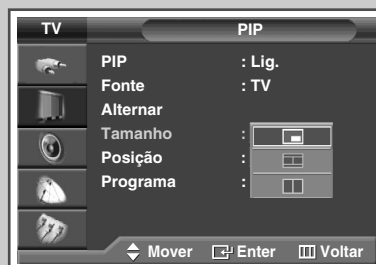 TV PIP
PIP : Lig.
Fonte : TV
Alternar
Tamanho :
Posição :
Programa :
Mover Enter Voltar